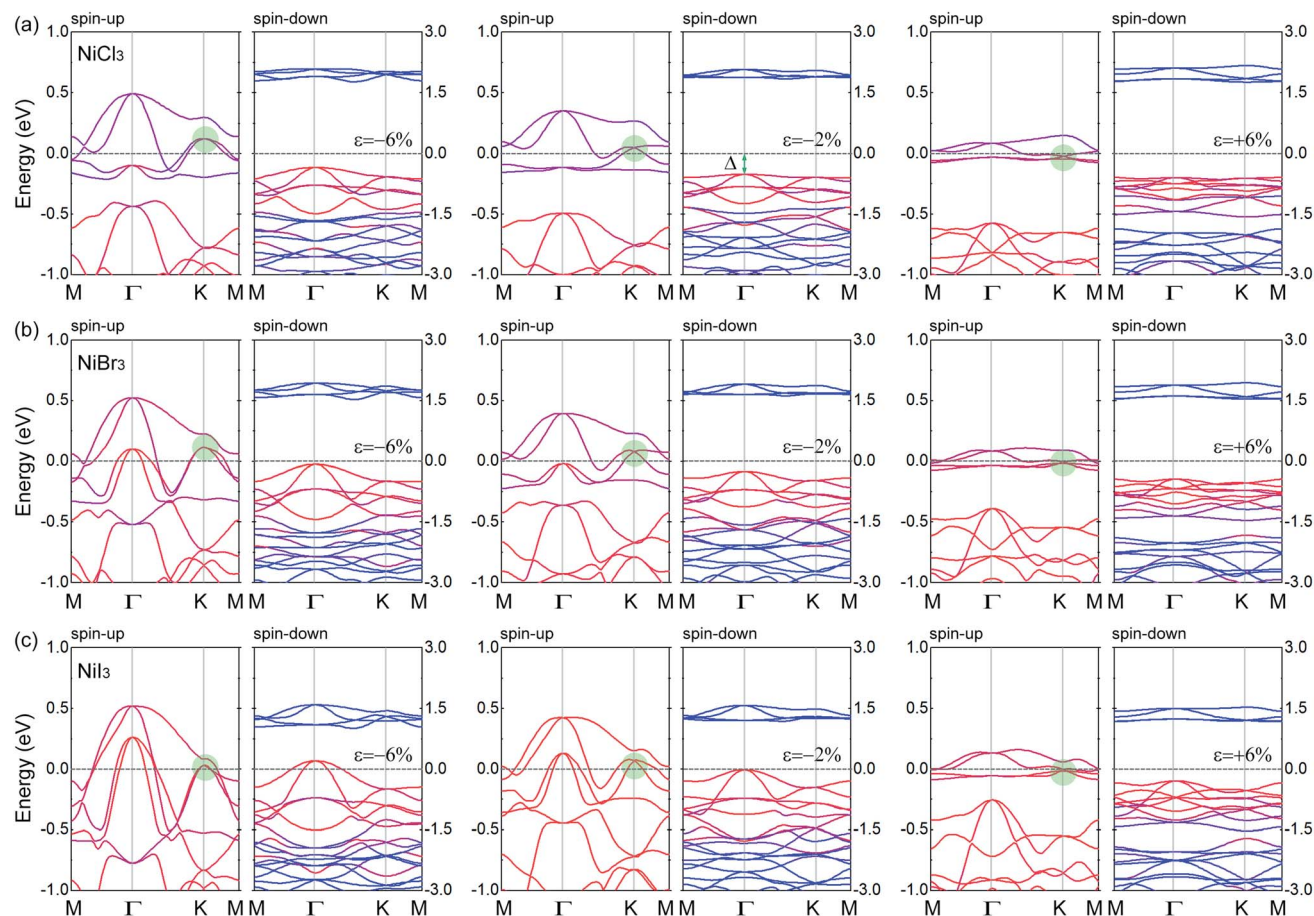 (a) spin-up spin-down spin-up spin-down spin-up spin-down
1.0 3.0 1.0 3.0 1.0 3.0
NiCl₃
0.5 1.5 0.5 1.5 0.5 1.5
ε=−6% ε=−2% ε=+6%
Energy (eV)
0.0 0.0 0.0 0.0 0.0 0.0
Δ
-0.5 -1.5 -0.5 -1.5 -0.5 -1.5
-1.0 -3.0 -1.0 -3.0 -1.0 -3.0
M Γ K M M Γ K M M Γ K M M Γ K M M Γ K M M Γ K M
(b) spin-up spin-down spin-up spin-down spin-up spin-down
1.0 3.0 1.0 3.0 1.0 3.0
NiBr₃
0.5 1.5 0.5 1.5 0.5 1.5
ε=−6% ε=−2% ε=+6%
Energy (eV)
0.0 0.0 0.0 0.0 0.0 0.0
-0.5 -1.5 -0.5 -1.5 -0.5 -1.5
-1.0 -3.0 -1.0 -3.0 -1.0 -3.0
M Γ K M M Γ K M M Γ K M M Γ K M M Γ K M M Γ K M
(c) spin-up spin-down spin-up spin-down spin-up spin-down
1.0 3.0 1.0 3.0 1.0 3.0
NiI₃
0.5 1.5 0.5 1.5 0.5 1.5
ε=−6% ε=−2% ε=+6%
Energy (eV)
0.0 0.0 0.0 0.0 0.0 0.0
-0.5 -1.5 -0.5 -1.5 -0.5 -1.5
-1.0 -3.0 -1.0 -3.0 -1.0 -3.0
M Γ K M M Γ K M M Γ K M M Γ K M M Γ K M M Γ K M